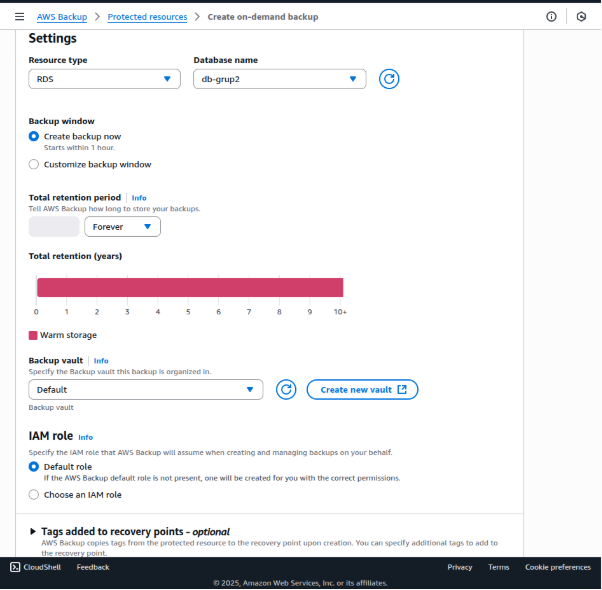 AWS Backup > Protected resources > Create on-demand backup
Settings
Resource type
RDS
Database name
db-grup2
Backup window
Create backup now
Starts within 1 hour.
Customize backup window
Total retention period | Info
Tell AWS Backup how long to store your backups.
Forever
Total retention (years)
0 1 2 3 4 5 6 7 8 9 10+
Warm storage
Backup vault | Info
Specify the Backup vault this backup is organized in.
Default
Create new vault
Backup vault
IAM role Info
Specify the IAM role that AWS Backup will assume when creating and managing backups on your behalf.
Default role
If the AWS Backup default role is not present, one will be created for you with the correct permissions.
Choose an IAM role
Tags added to recovery points – optional
AWS Backup copies tags from the protected resource to the recovery point upon creation. You can specify additional tags to add to
the recovery point.
CloudShell Feedback Privacy Terms Cookie preferences
© 2025, Amazon Web Services, Inc. or its affiliates.